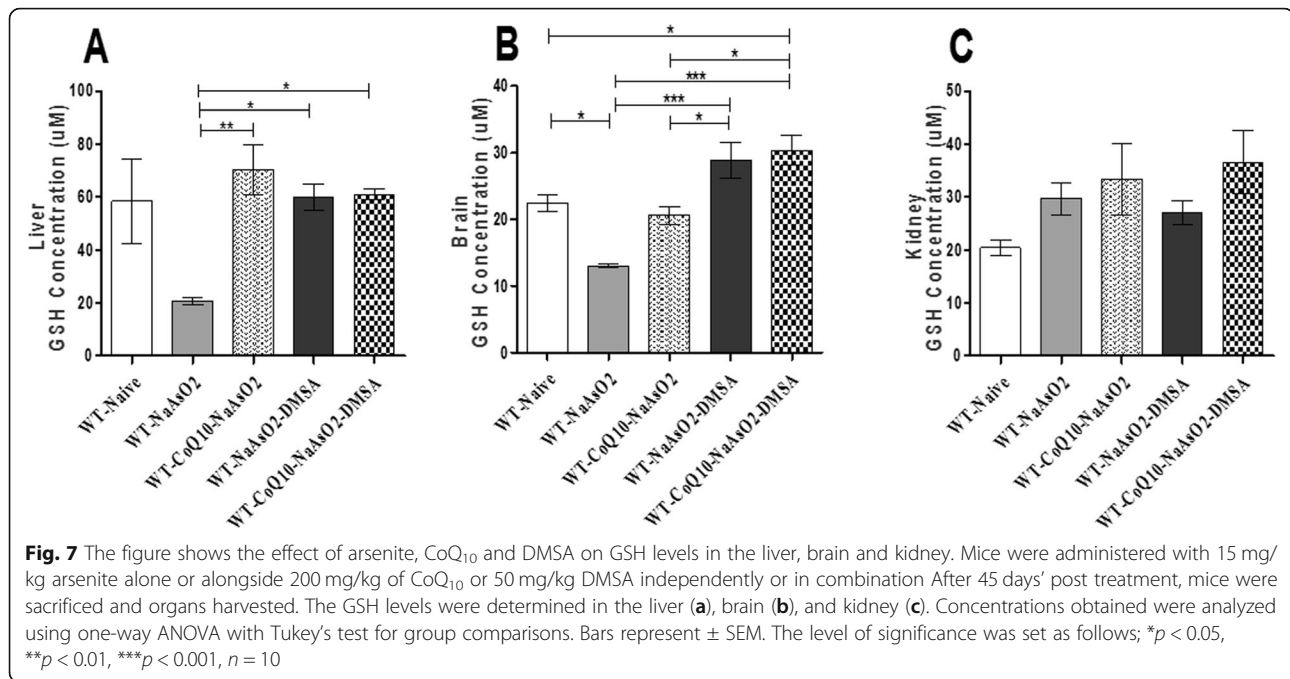 A
B
C
*
*
*
***
*
***
**
*
*
Liver
GSH Concentration (uM)
100
80
60
40
20
0
WT-Naive
WT-NaAsO2
WT-CoQ10-NaAsO2
WT-NaAsO2-DMSA
WT-CoQ10-NaAsO2-DMSA
Brain
GSH Concentration (uM)
40
30
20
10
0
WT-Naive
WT-NaAsO2
WT-CoQ10-NaAsO2
WT-NaAsO2-DMSA
WT-CoQ10-NaAsO2-DMSA
Kidney
GSH Concentration (uM)
50
40
30
20
10
0
WT-Naive
WT-NaAsO2
WT-CoQ10-NaAsO2
WT-NaAsO2-DMSA
WT-CoQ10-NaAsO2-DMSA
Fig. 7 The figure shows the effect of arsenite, CoQ₁₀ and DMSA on GSH levels in the liver, brain and kidney. Mice were administered with 15 mg/
kg arsenite alone or alongside 200 mg/kg of CoQ₁₀ or 50 mg/kg DMSA independently or in combination After 45 days’ post treatment, mice were
sacrificed and organs harvested. The GSH levels were determined in the liver (a), brain (b), and kidney (c). Concentrations obtained were analyzed
using one-way ANOVA with Tukey’s test for group comparisons. Bars represent ± SEM. The level of significance was set as follows; *p < 0.05,
**p < 0.01, ***p < 0.001, n = 10